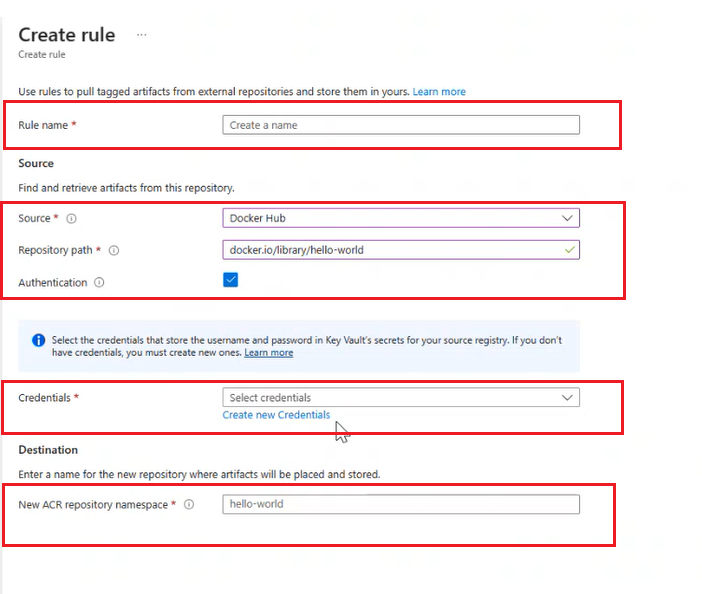 Create rule ...
Create rule
Use rules to pull tagged artifacts from external repositories and store them in yours. Learn more
Rule name * Create a name
Source
Find and retrieve artifacts from this repository.
Source * Docker Hub
Repository path * docker.io/library/hello-world
Authentication
Select the credentials that store the username and password in Key Vault's secrets for your source registry. If you don't
have credentials, you must create new ones. Learn more
Credentials * Select credentials
Create new Credentials
Destination
Enter a name for the new repository where artifacts will be placed and stored.
New ACR repository namespace * hello-world